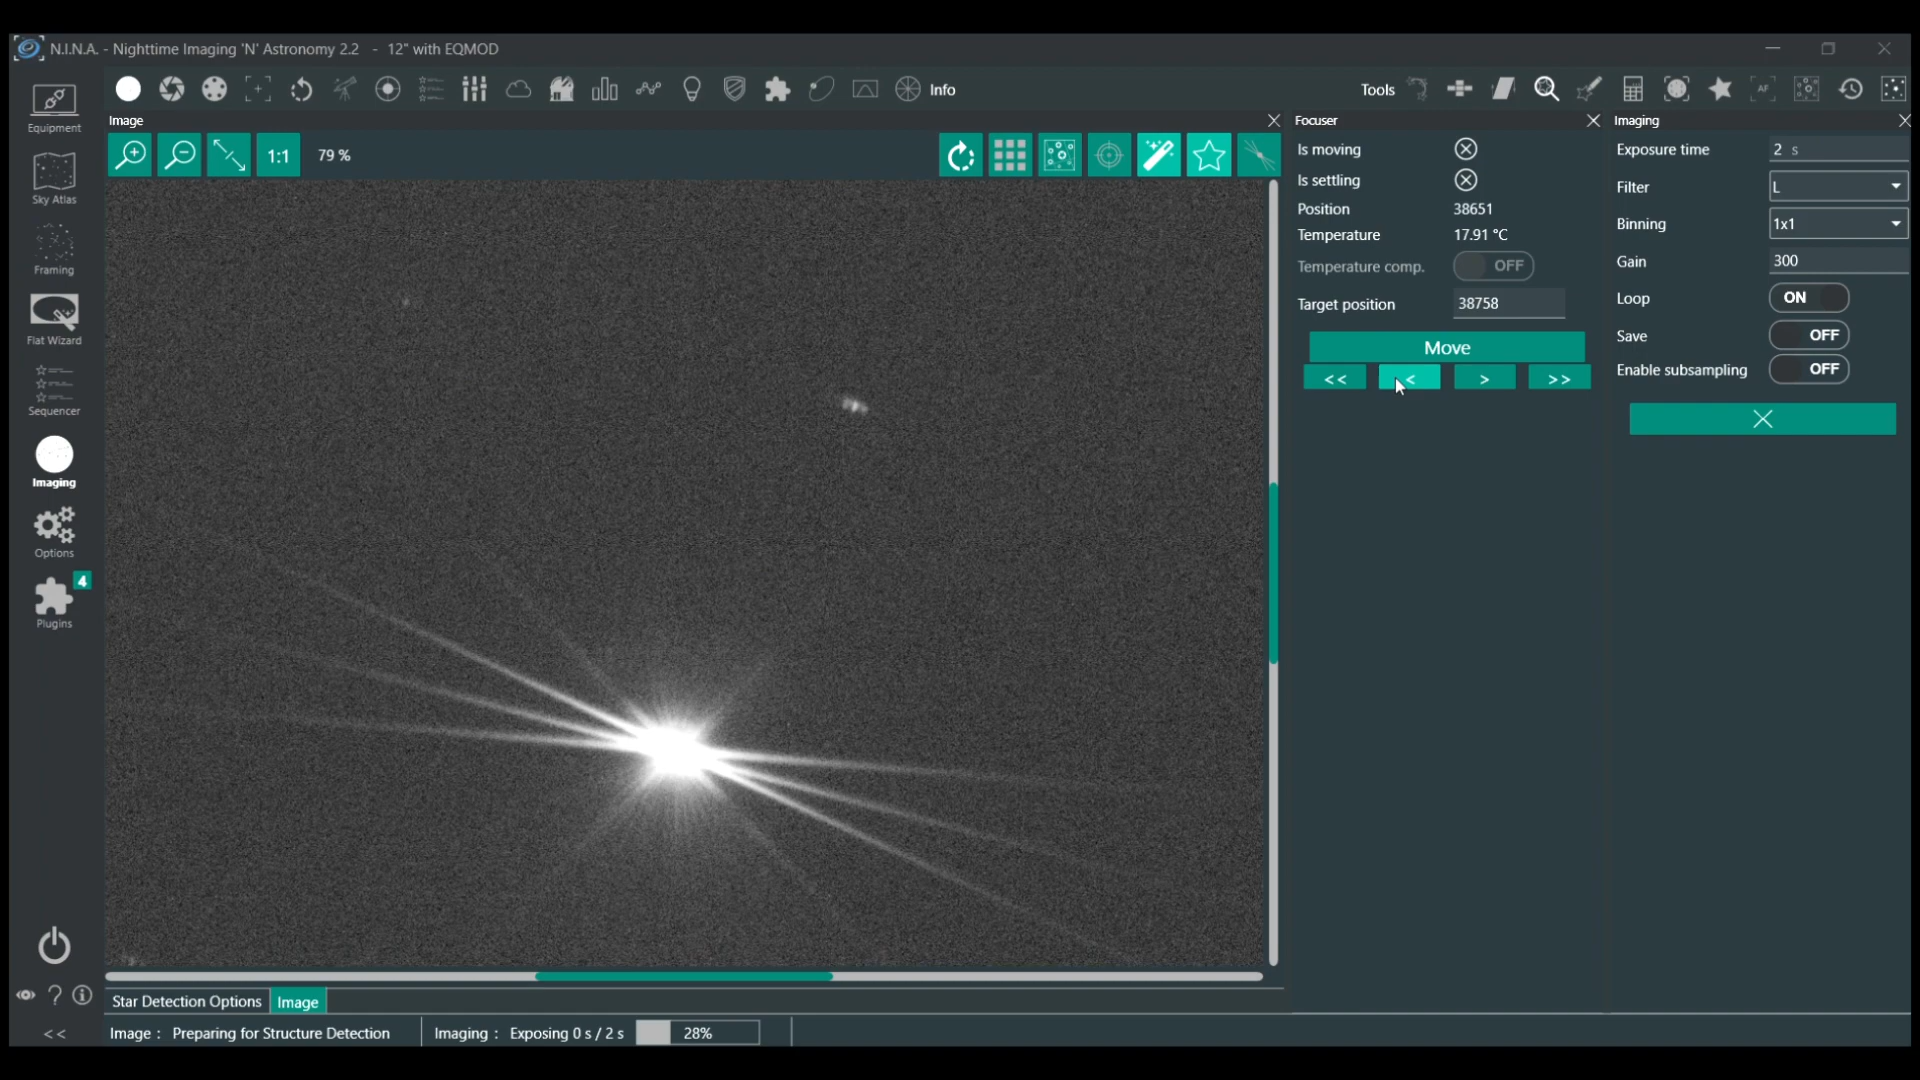 N.I.N.A. - Nighttime Imaging 'N' Astronomy 2.2 - 12" with EQMOD
Equipment
Sky Atlas
Framing
Flat Wizard
Sequencer
Imaging
Options
4
Plugins
<<
Info
Tools
AF
Image
1:1
79 %
Focuser
Is moving
Is settling
Position 38651
Temperature 17.91 °C
Temperature comp. OFF
Target position 38758
Move
<< < > >>
Imaging
Exposure time 2 s
Filter L
Binning 1x1
Gain 300
Loop ON
Save OFF
Enable subsampling OFF
Star Detection Options Image
Image : Preparing for Structure Detection Imaging : Exposing 0 s / 2 s 28%